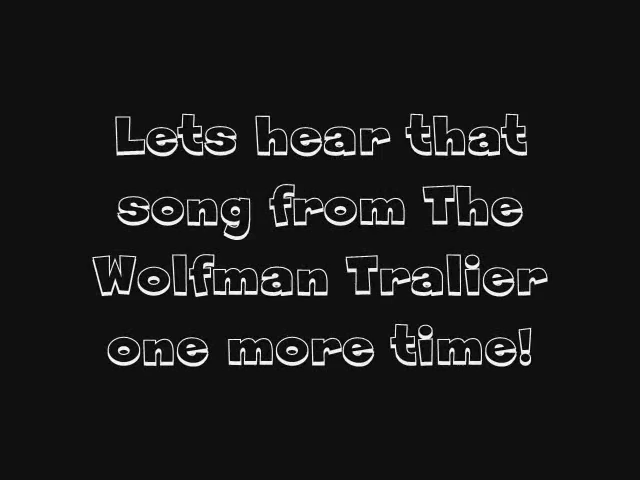 Lets hear that
song from The
Wolfman Tralier
one more time!